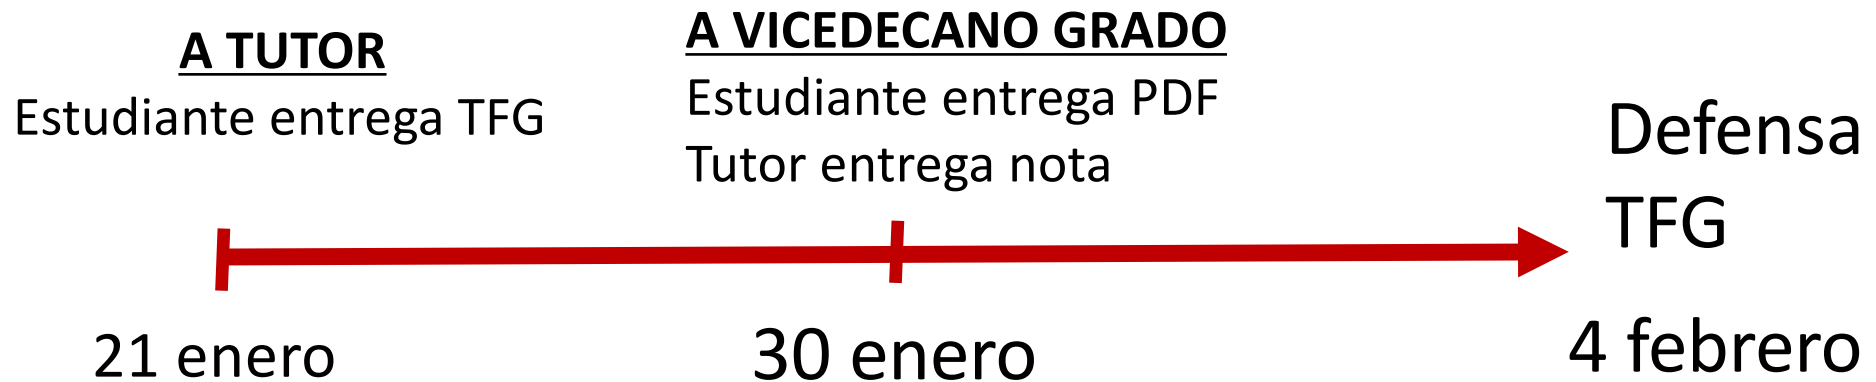 A TUTOR
Estudiante entrega TFG
A VICEDECANO GRADO
Estudiante entrega PDF
Tutor entrega nota
Defensa
TFG
21 enero
30 enero
4 febrero